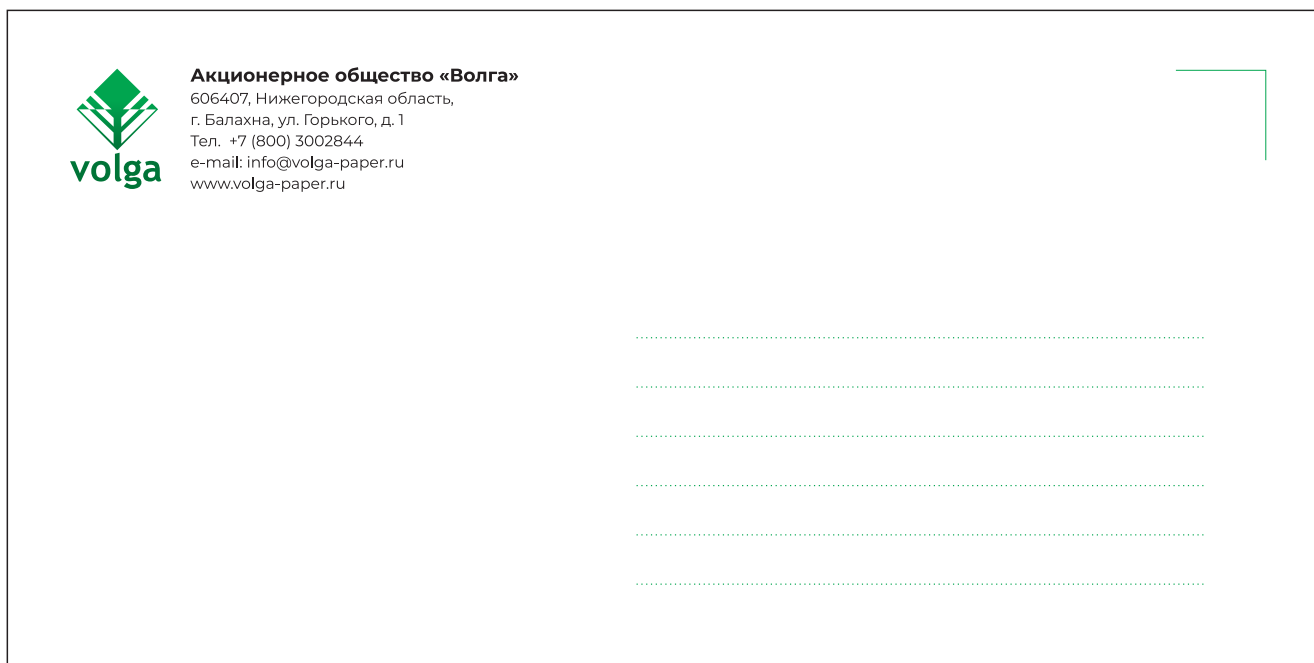 Акционерное общество «Волга»
606407, Нижегородская область,
г. Балахна, ул. Горького, д. 1
Тел. +7 (800) 3002844
e-mail: info@volga-paper.ru
www.volga-paper.ru
volga